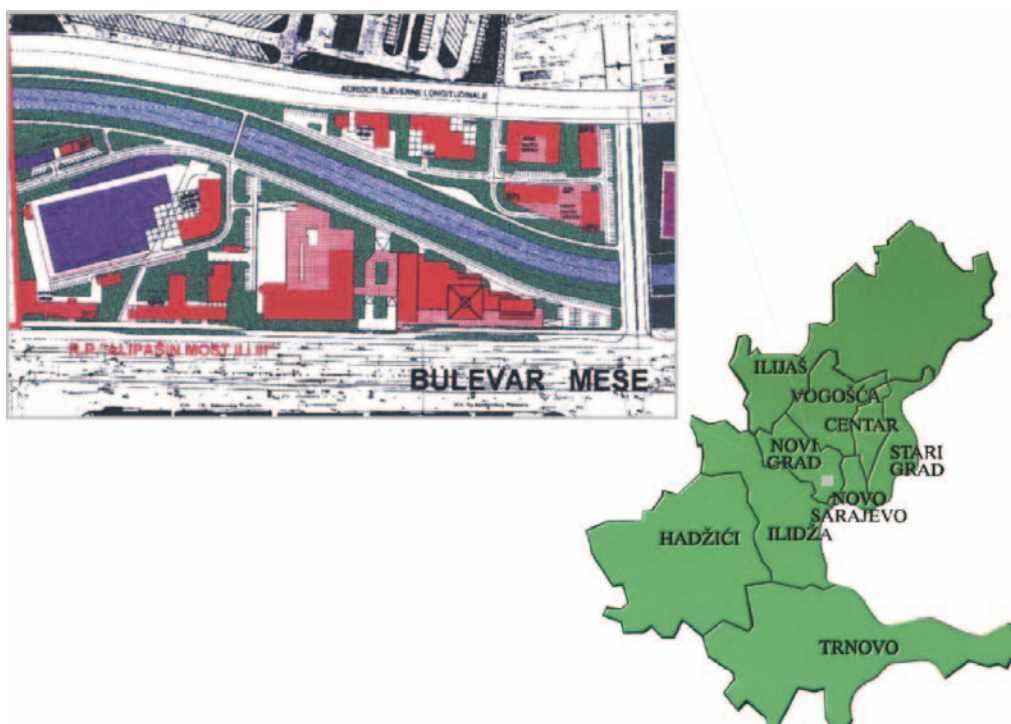 KORIDOR SJEVERNE LONGITUDINALE
R.P. "ALIPAŠIN MOST II I III"
BULEVAR MEŠE
ILIJAŠ
VOGOŠĆA
CENTAR
NOVI
GRAD
STARI
GRAD
NOVO
SARAJEVO
HADŽIĆI
ILIDŽA
TRNOVO